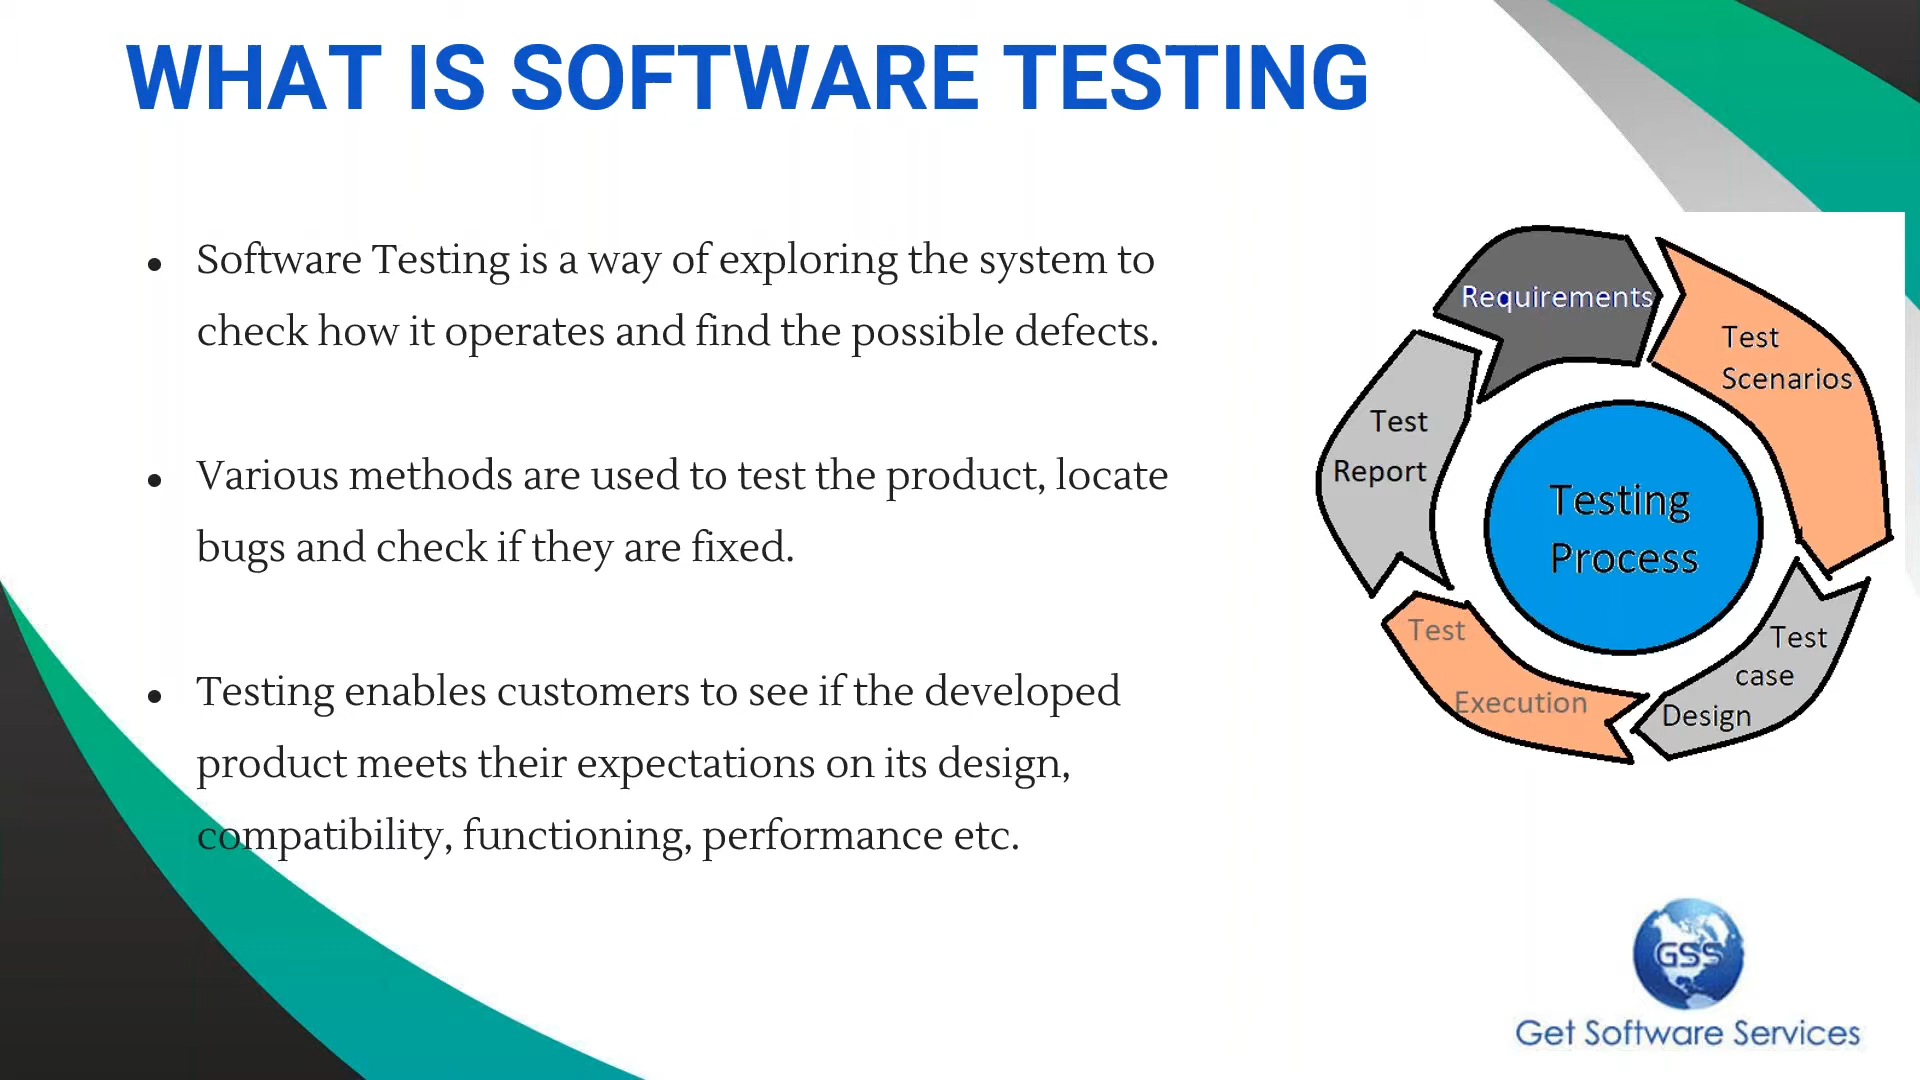 WHAT IS SOFTWARE TESTING
• Software Testing is a way of exploring the system to
check how it operates and find the possible defects.
• Various methods are used to test the product, locate
bugs and check if they are fixed.
• Testing enables customers to see if the developed
product meets their expectations on its design,
compatibility, functioning, performance etc.
Requirements
Test
Scenarios
Test
case
Design
Test
Execution
Test
Report
Testing
Process
GSS
Get Software Services